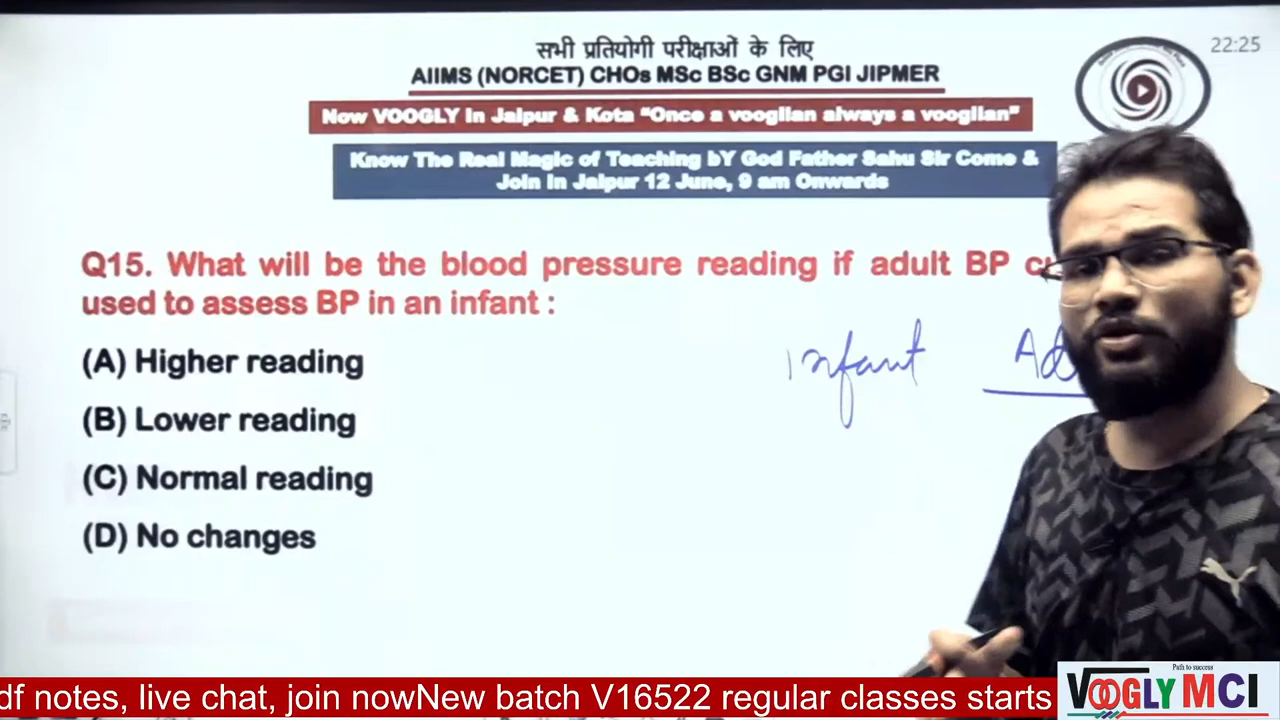 सभी प्रतियोगी परीक्षाओं के लिए
AIIMS (NORCET) CHOs MSc BSc GNM PGI JIPMER
22:25
Now VOOGLY In Jaipur & Kota “Once a vooglian always a vooglian”
Know The Real Magic of Teaching bY God Father Sahu Sir Come &
Join In Jaipur 12 June, 9 am Onwards
Q15. What will be the blood pressure reading if adult BP cu
used to assess BP in an infant :
Infant Ad
(A) Higher reading
(B) Lower reading
(C) Normal reading
(D) No changes
Path to success
VOOGLY MCI
df notes, live chat, join nowNew batch V16522 regular classes starts